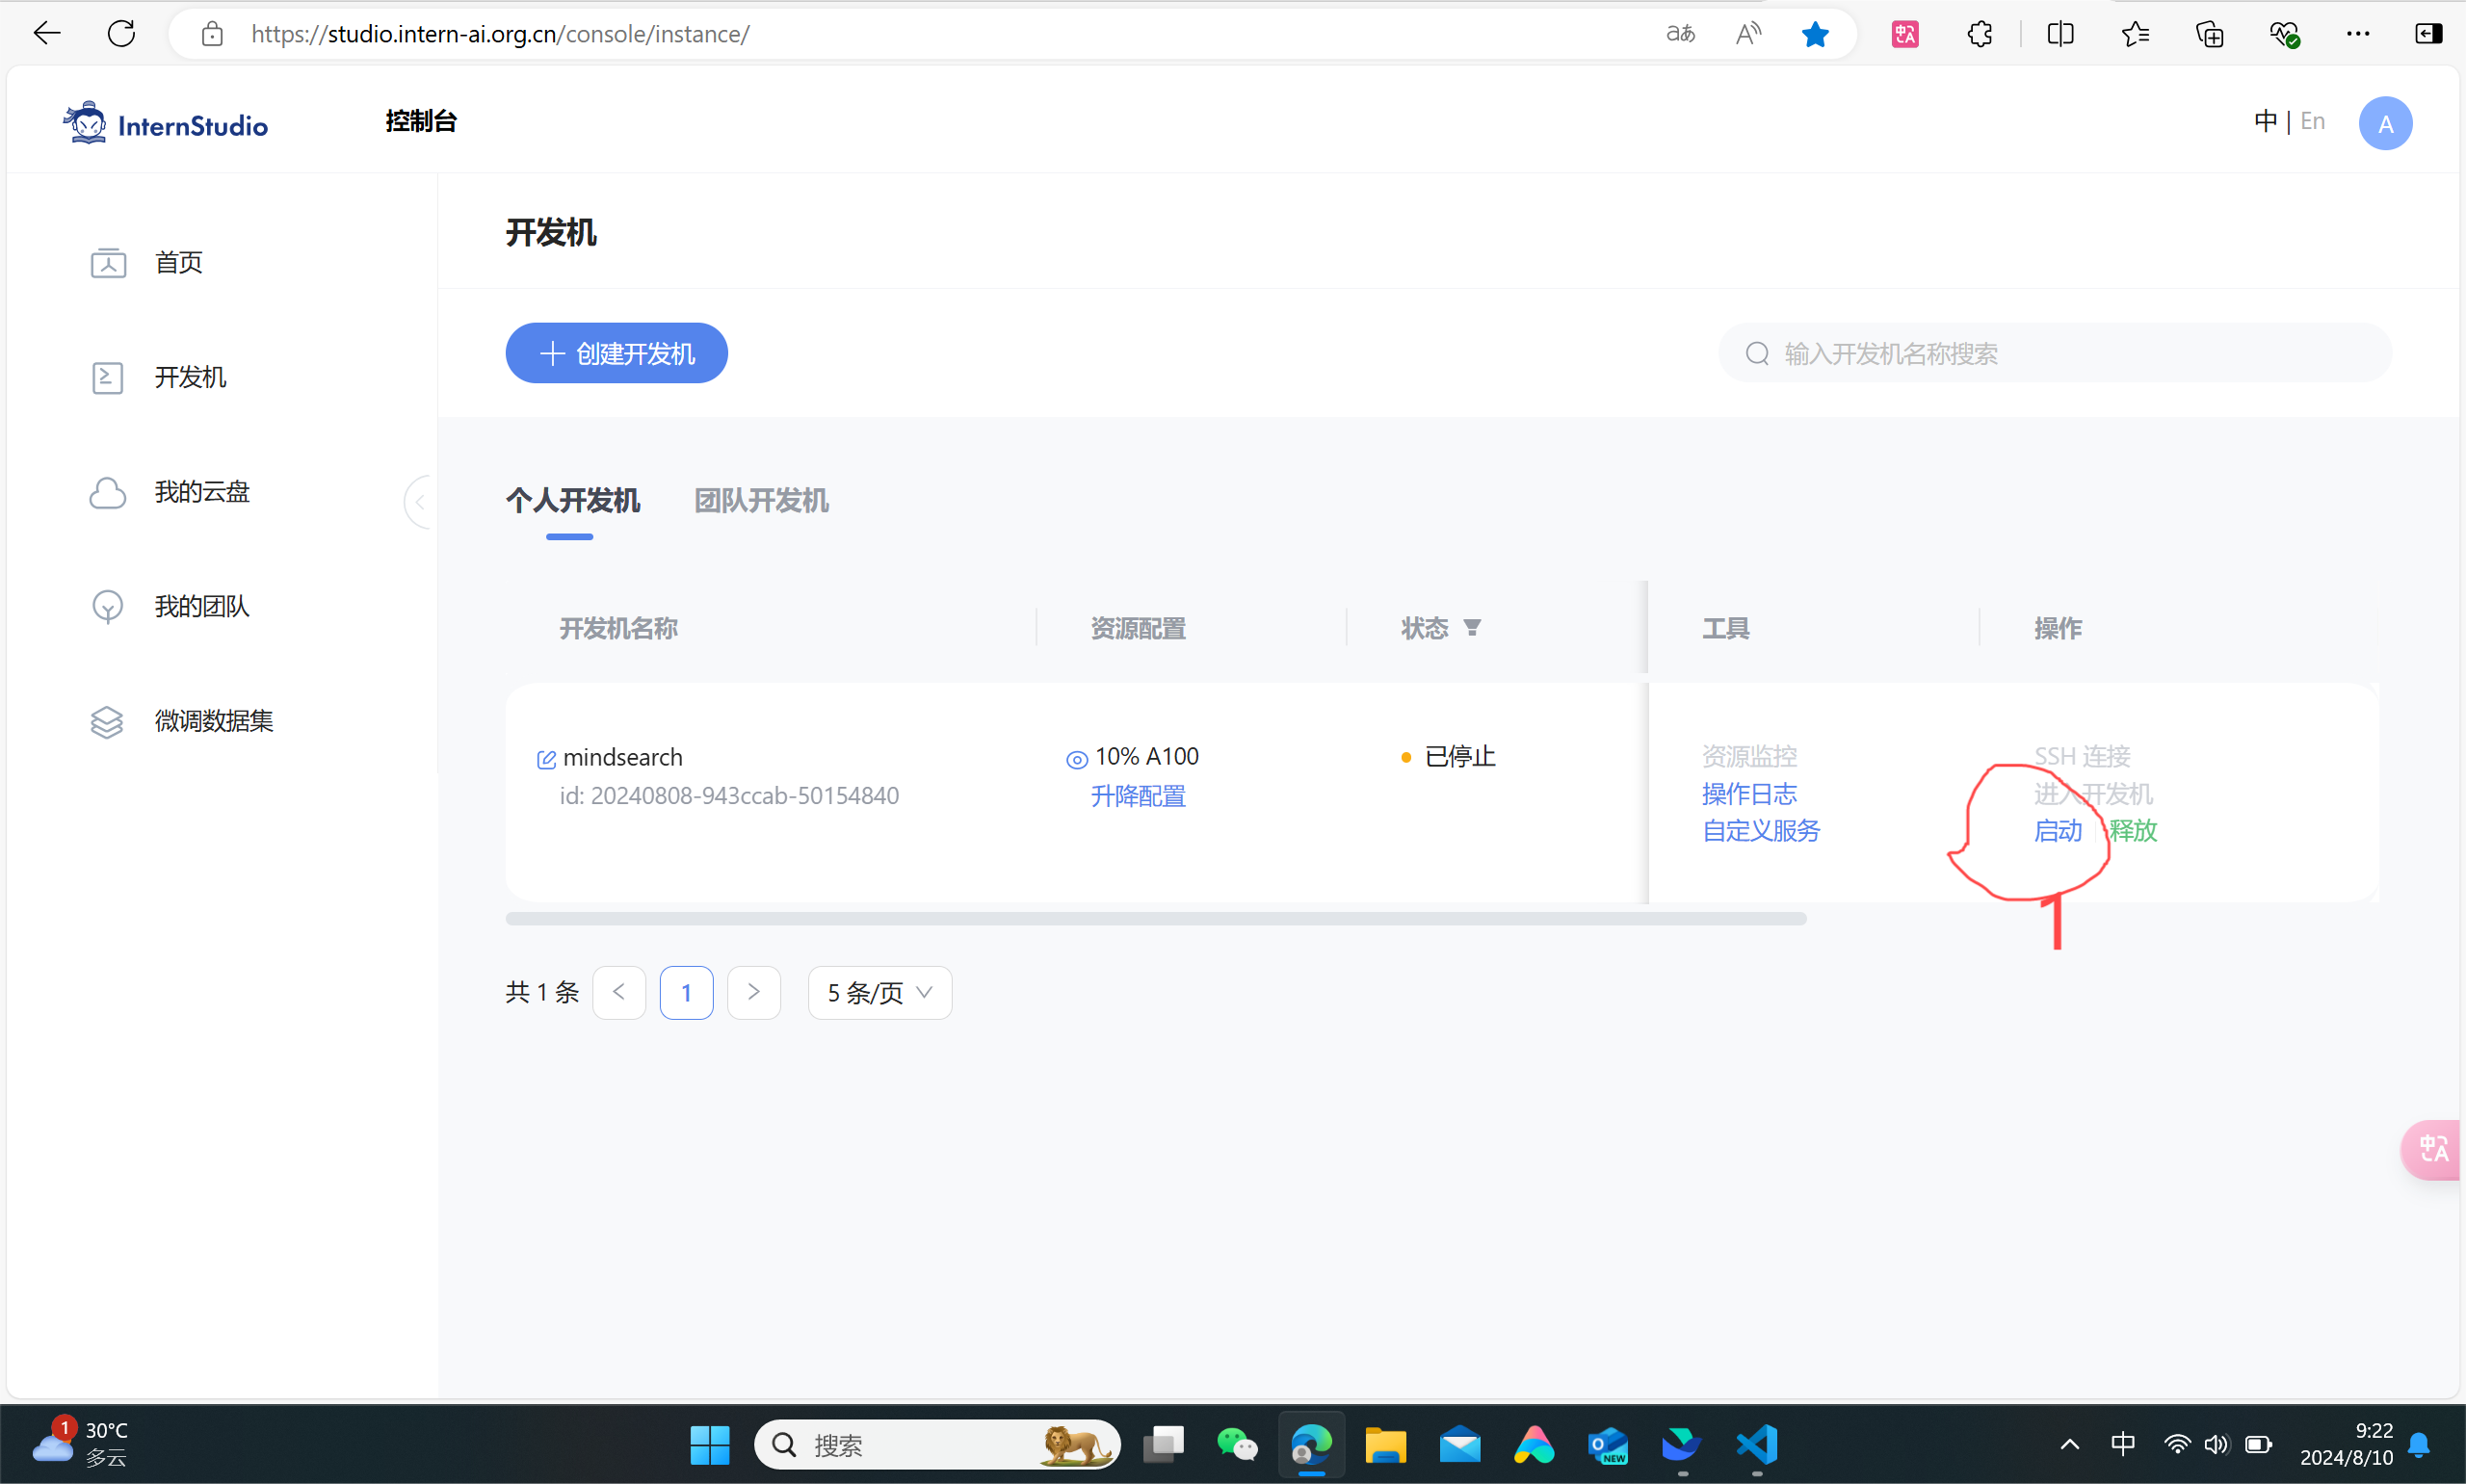 https://studio.intern-ai.org.cn/console/instance/
InternStudio
控制台
中 | En
A
首页
开发机
我的云盘
我的团队
微调数据集
开发机
创建开发机
输入开发机名称搜索
个人开发机 团队开发机
开发机名称 资源配置 状态 工具 操作
mindsearch 10% A100 已停止 资源监控 SSH 连接
id: 20240808-943ccab-50154840 升降配置 操作日志 进入开发机
自定义服务 启动 释放
1
共 1 条 1 5 条/页
1 30°C
多云
搜索
NEW
中
9:22
2024/8/10